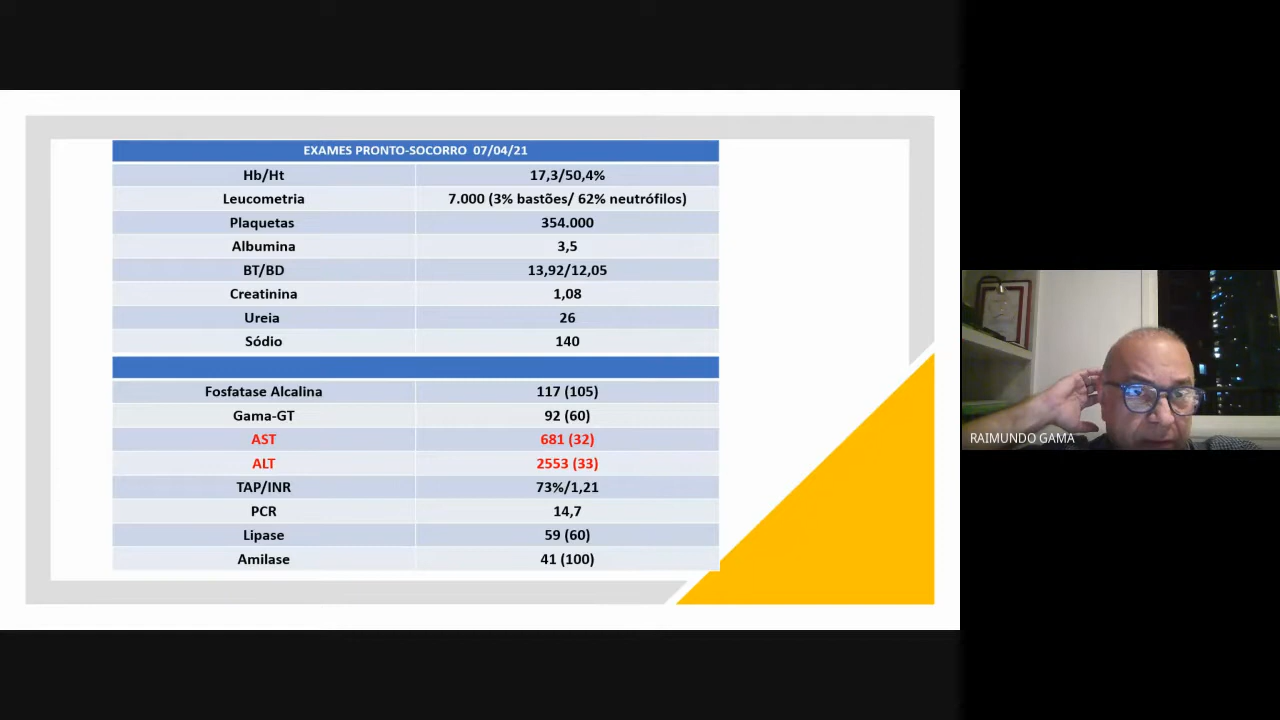 EXAMES PRONTO-SOCORRO 07/04/21
Hb/Ht 17,3/50,4%
Leucometria 7.000 (3% bastões/ 62% neutrófilos)
Plaquetas 354.000
Albumina 3,5
BT/BD 13,92/12,05
Creatinina 1,08
Ureia 26
Sódio 140
Fosfatase Alcalina 117 (105)
Gama-GT 92 (60)
AST 681 (32)
ALT 2553 (33)
TAP/INR 73%/1,21
PCR 14,7
Lipase 59 (60)
Amilase 41 (100)
RAIMUNDO GAMA